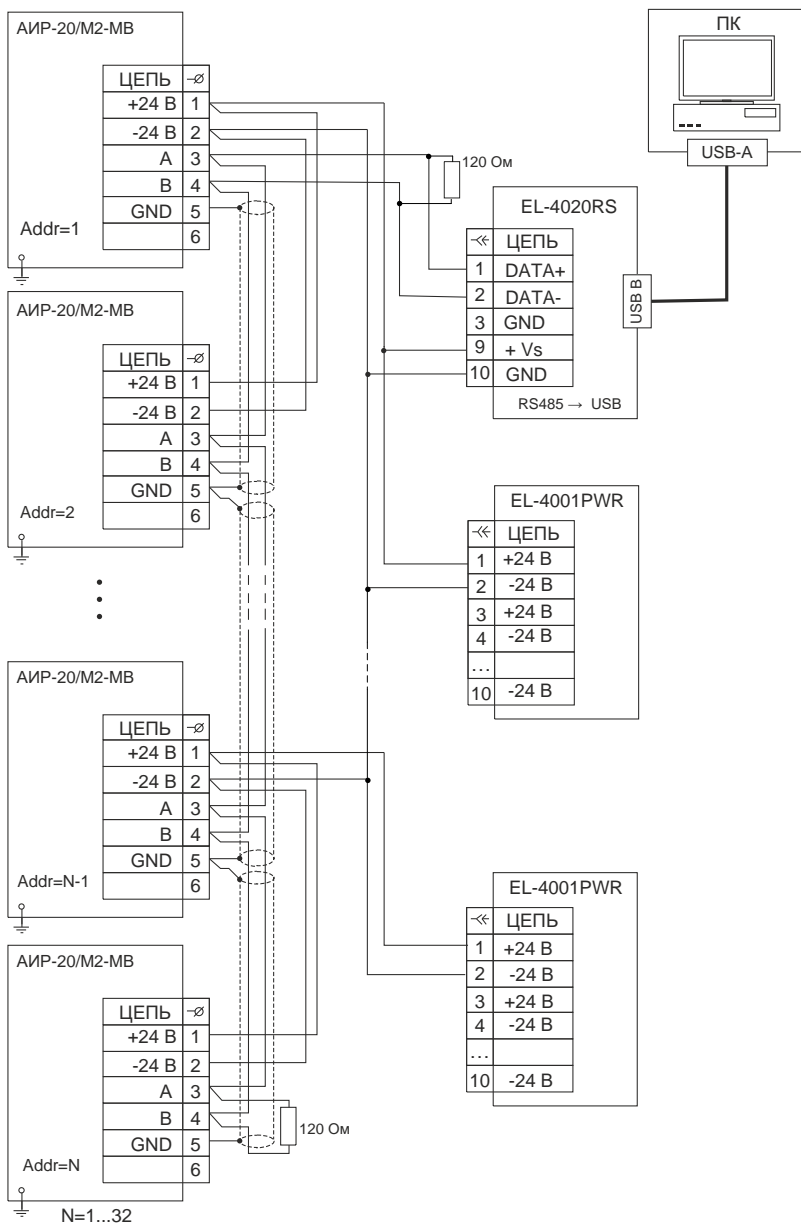 АИР-20/М2-МВ
ЦЕПЬ
+24 В 1
-24 В 2
А 3
В 4
GND 5
6
Addr=1
АИР-20/М2-МВ
ЦЕПЬ
+24 В 1
-24 В 2
А 3
В 4
GND 5
6
Addr=2
АИР-20/М2-МВ
ЦЕПЬ
+24 В 1
-24 В 2
А 3
В 4
GND 5
6
Addr=N-1
АИР-20/М2-МВ
ЦЕПЬ
+24 В 1
-24 В 2
А 3
В 4
GND 5
6
Addr=N
N=1...32
120 Ом
120 Ом
ПК
USB-A
EL-4020RS
ЦЕПЬ
1 DATA+
2 DATA-
3 GND
9 + Vs
10 GND
RS485 → USB
USB B
EL-4001PWR
ЦЕПЬ
1 +24 В
2 -24 В
3 +24 В
4 -24 В
...
10 -24 В
EL-4001PWR
ЦЕПЬ
1 +24 В
2 -24 В
3 +24 В
4 -24 В
...
10 -24 В